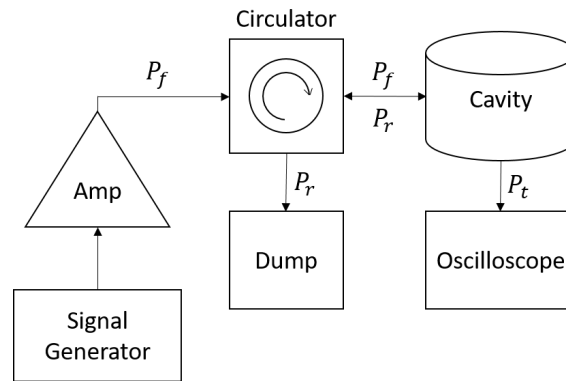 Circulator
P_f
P_f
Cavity
P_r
Amp
P_r
P_t
Dump
Oscilloscope
Signal
Generator